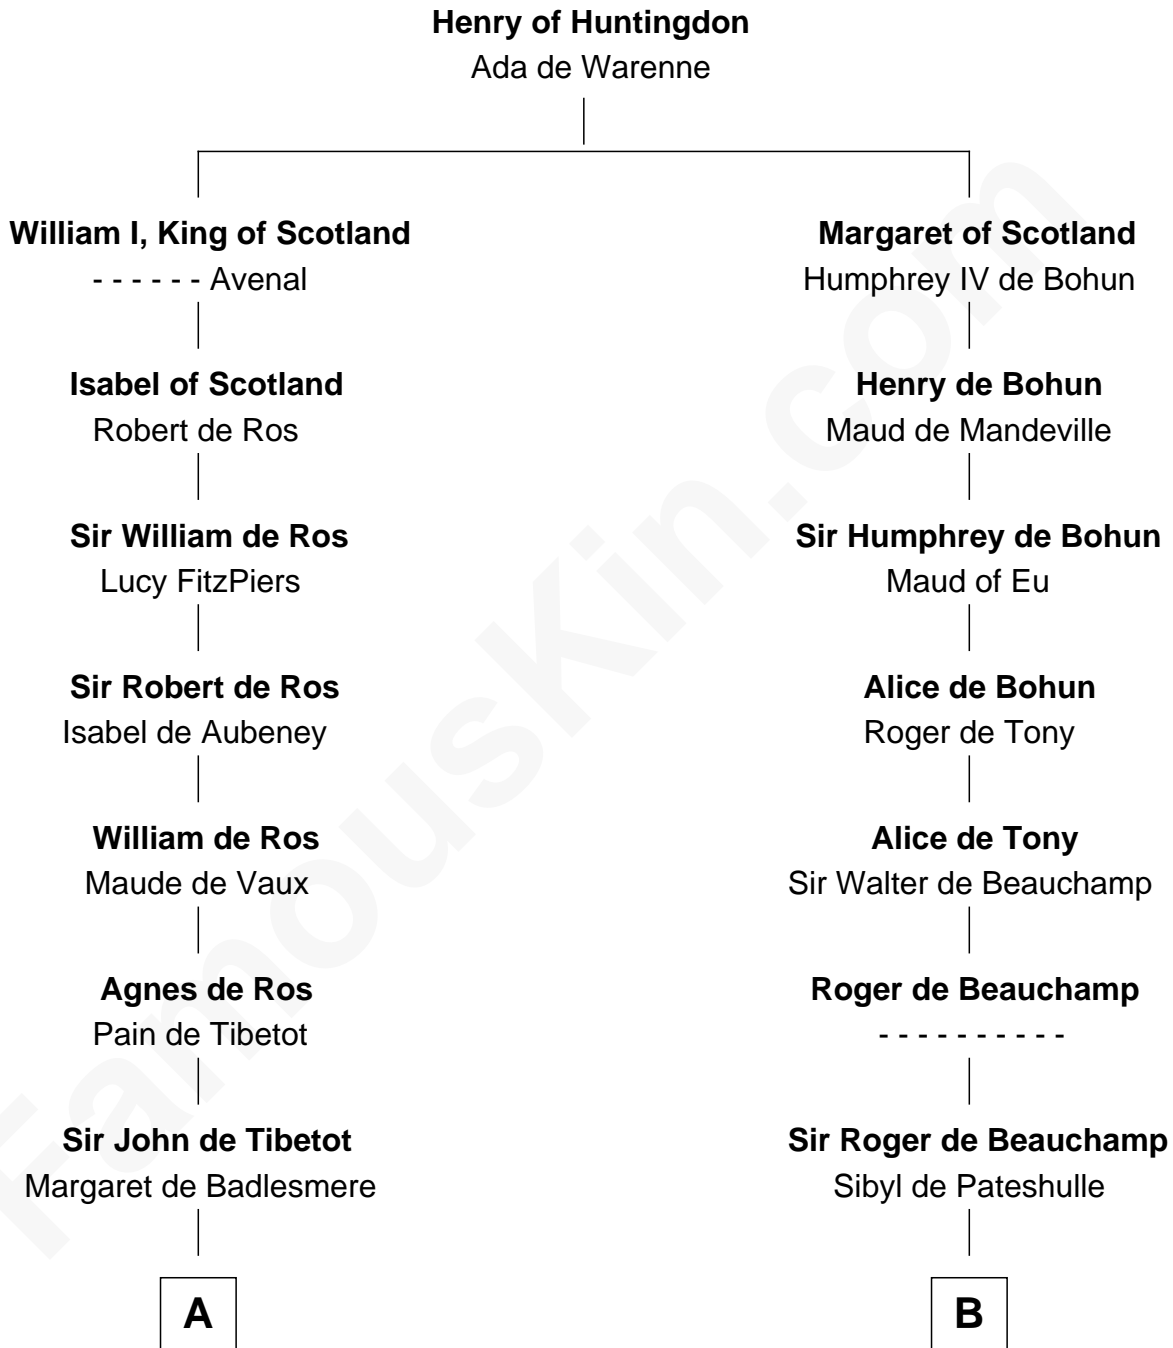 Henry of Huntingdon
Ada de Warenne
William I, King of Scotland
- - - - - - Avenal
Isabel of Scotland
Robert de Ros
Sir William de Ros
Lucy FitzPiers
Sir Robert de Ros
Isabel de Aubeney
William de Ros
Maude de Vaux
Agnes de Ros
Pain de Tibetot
Sir John de Tibetot
Margaret de Badlesmere
A
Margaret of Scotland
Humphrey IV de Bohun
Henry de Bohun
Maud de Mandeville
Sir Humphrey de Bohun
Maud of Eu
Alice de Bohun
Roger de Tony
Alice de Tony
Sir Walter de Beauchamp
Roger de Beauchamp
- - - - - - - - - -
Sir Roger de Beauchamp
Sibyl de Pateshulle
B
FamousKin.com